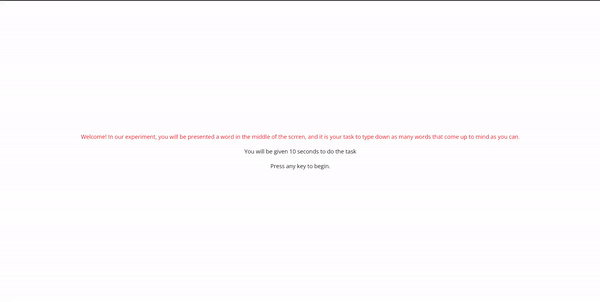 Welcome! In our experiment, you will be presented a word in the middle of the scrren, and it is your task to type down as many words that come up to mind as you can.
You will be given 10 seconds to do the task
Press any key to begin.